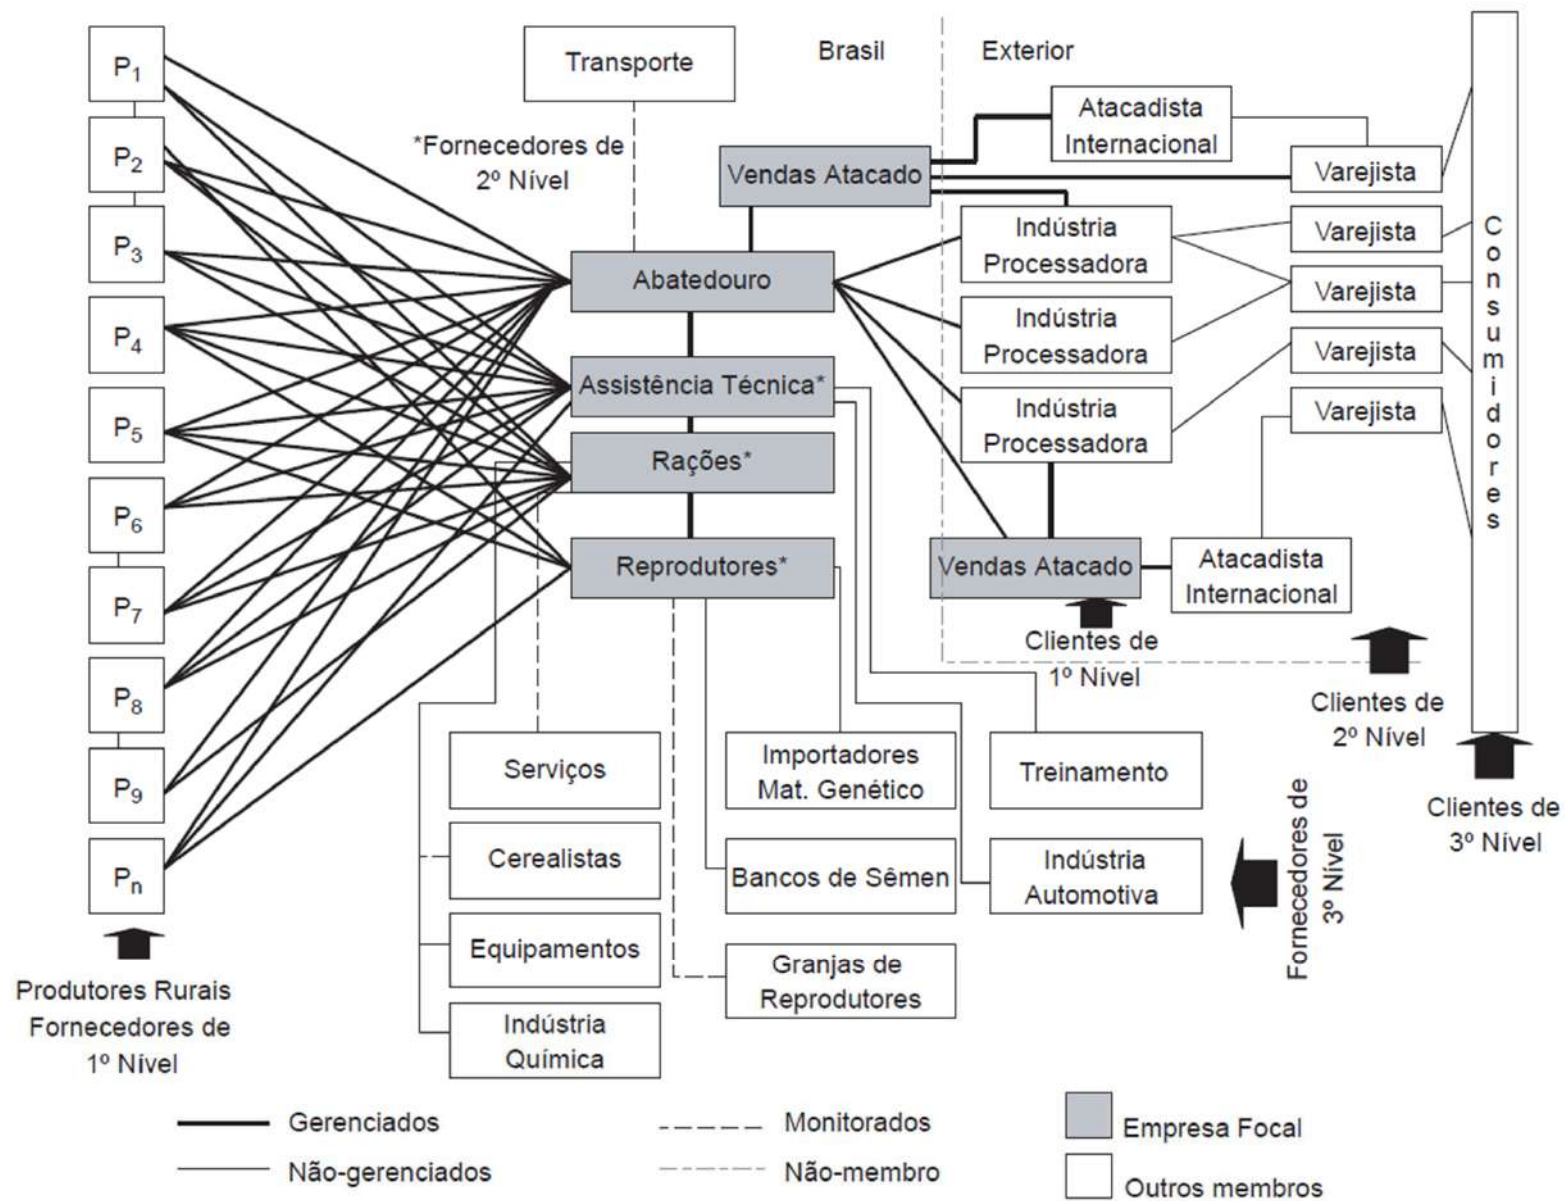 P1
P2
P3
P4
P5
P6
P7
P8
P9
Pn
Produtores Rurais
Fornecedores de
1º Nível
Transporte
*Fornecedores de
2º Nível
Brasil
Exterior
Vendas Atacado
Abatedouro
Assistência Técnica*
Rações*
Reprodutores*
Atacadista
Internacional
Indústria
Processadora
Indústria
Processadora
Indústria
Processadora
Vendas Atacado
Atacadista
Internacional
Varejista
Varejista
Varejista
Varejista
Varejista
Consumidores
Clientes de
1º Nível
Clientes de
2º Nível
Clientes de
3º Nível
Serviços
Cerealistas
Equipamentos
Indústria
Química
Importadores
Mat. Genético
Bancos de Sêmen
Granjas de
Reprodutores
Treinamento
Indústria
Automotiva
Fornecedores de
3º Nível
Gerenciados
Não-gerenciados
Monitorados
Não-membro
Empresa Focal
Outros membros